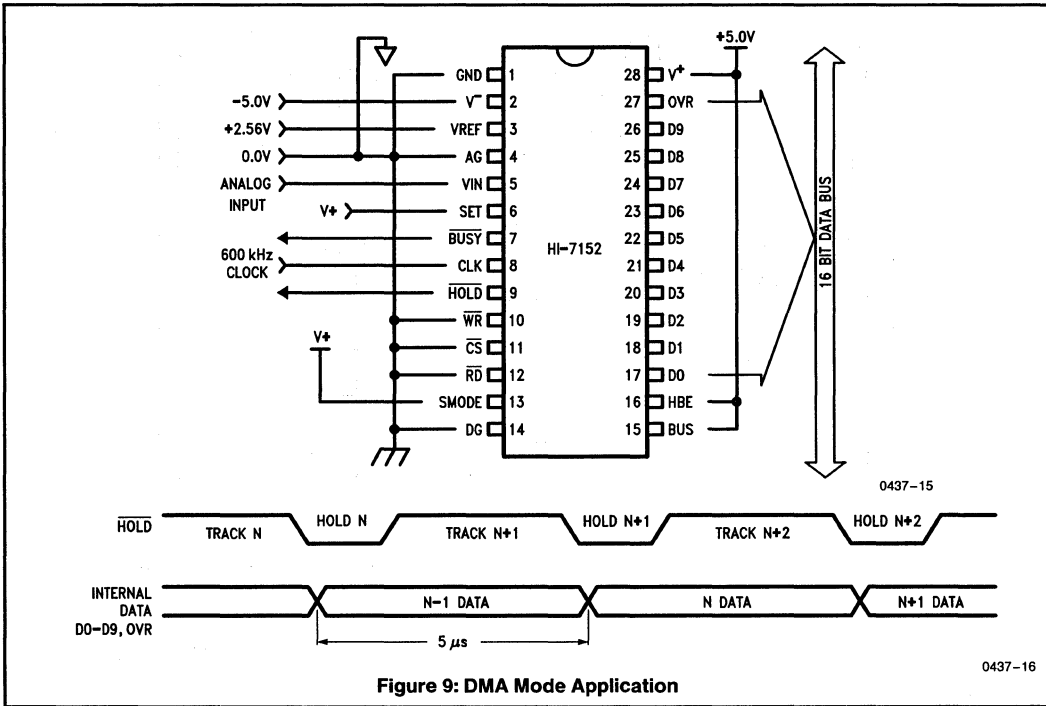 +5.0V
GND 1
28 V+
-5.0V
V- 2
27 OVR
+2.56V
VREF 3
26 D9
0.0V
AG 4
25 D8
ANALOG
INPUT
VIN 5
24 D7
V+
SET 6
23 D6
BUSY 7
22 D5
HI-7152
600 kHz
CLOCK
CLK 8
21 D4
HOLD 9
20 D3
WR 10
19 D2
V+
CS 11
18 D1
RD 12
17 D0
SMODE 13
16 HBE
DG 14
15 BUS
16 BIT DATA BUS
0437-15
HOLD
TRACK N
HOLD N
TRACK N+1
HOLD N+1
TRACK N+2
HOLD N+2
INTERNAL
DATA
D0-D9, OVR
N-1 DATA
N DATA
N+1 DATA
5 μs
0437-16
Figure 9: DMA Mode Application